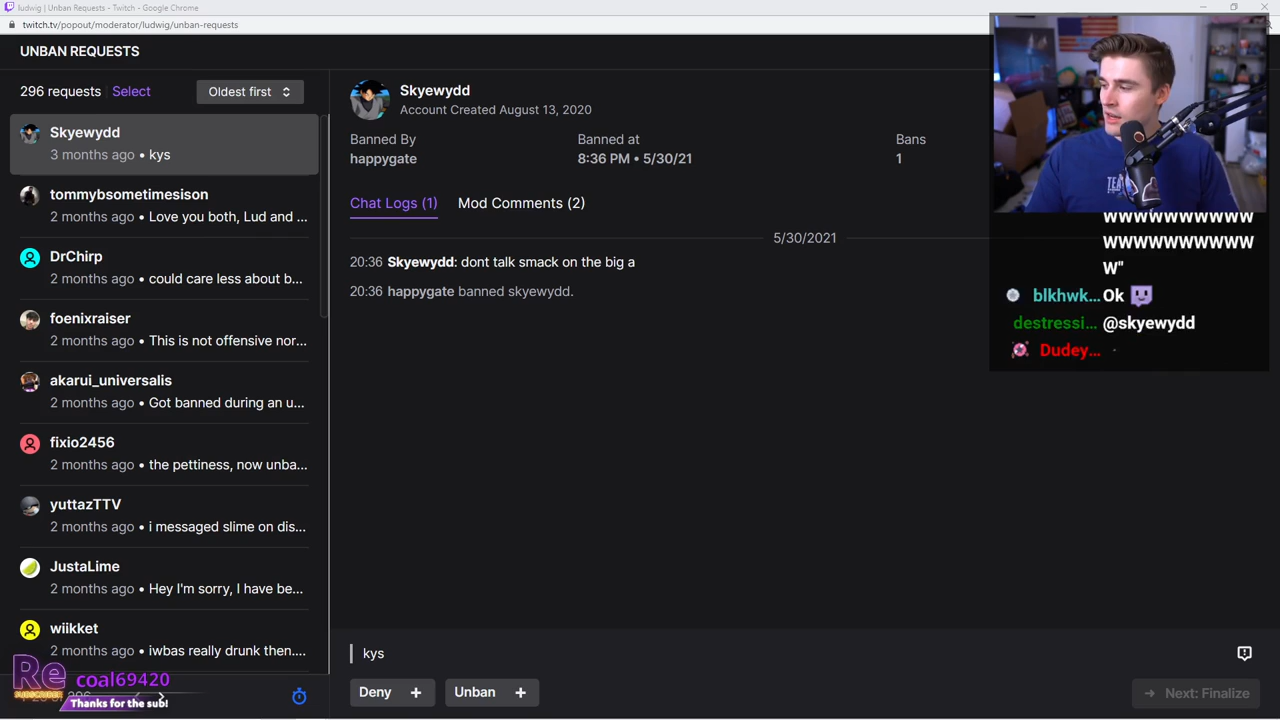 ludwig | Unban Requests - Twitch - Google Chrome
twitch.tv/popout/moderator/ludwig/unban-requests
UNBAN REQUESTS
296 requests Select Oldest first
Skyewydd
3 months ago • kys
tommybsometimesison
2 months ago • Love you both, Lud and ...
DrChirp
2 months ago • could care less about b...
foenixraiser
2 months ago • This is not offensive nor...
akarui_universalis
2 months ago • Got banned during an u...
fixio2456
2 months ago • the pettiness, now unba...
yuttazTTV
2 months ago • i messaged slime on dis...
JustaLime
2 months ago • Hey I'm sorry, I have be...
wiikket
2 months ago • iwbas really drunk then....
Re
SUBSCRIBER
coal69420
Thanks for the sub!
Skyewydd
Account Created August 13, 2020
Banned By Banned at Bans
happygate 8:36 PM • 5/30/21 1
Chat Logs (1) Mod Comments (2)
5/30/2021
20:36 Skyewydd: dont talk smack on the big a
20:36 happygate banned skyewydd.
kys
Deny + Unban +
Next: Finalize
WWWWWWWWWW
WWWWWWWWWW
W"
blkhwk... Ok
destressi... @skyewydd
Dudey...